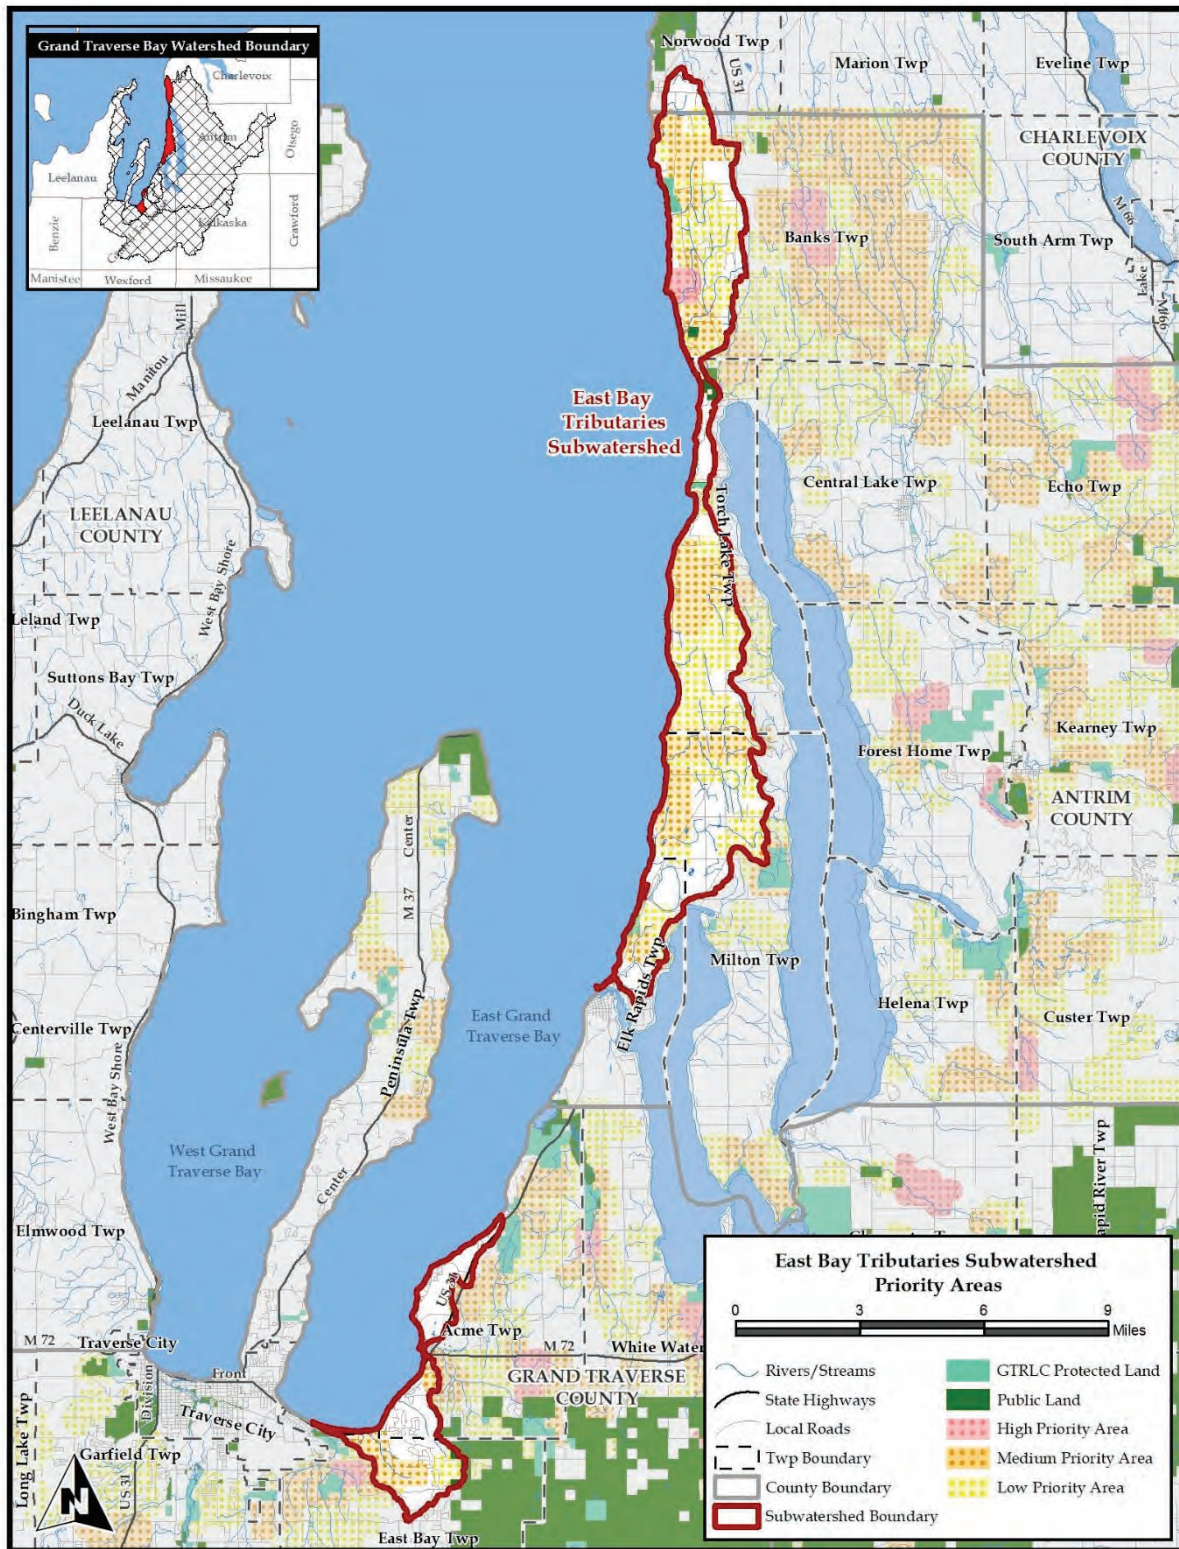 Grand Traverse Bay Watershed Boundary
Charlevoix
Antrim
Otsego
Leelanau
Kalkaska
Crawford
Benzie
Manistee
Wexford
Missaukee
Norwood Twp
US 31
Marion Twp
Eveline Twp
CHARLEVOIX
COUNTY
M 66
Banks Twp
South Arm Twp
Lake
M 66
Mill
Manitou
Leelanau Twp
East Bay
Tributaries
Subwatershed
Torch Lake Twp
Central Lake Twp
Echo Twp
LEELANAU
COUNTY
West Bay Shore
Leland Twp
Suttons Bay Twp
Duck Lake
Forest Home Twp
Kearney Twp
ANTRIM
COUNTY
Center
M 37
Bingham Twp
Milton Twp
Elk Rapids Twp
Helena Twp
Custer Twp
Centerville Twp
East Grand
Traverse Bay
Peninsula Twp
West Bay Shore
West Grand
Traverse Bay
Center
Rapid River Twp
Elmwood Twp
US 31
Acme Twp
M 72
Traverse City
M 72
White Water
Front
GRAND TRAVERSE
COUNTY
Division
Traverse City
Long Lake Twp
Garfield Twp
US 31
N
East Bay Twp
East Bay Tributaries Subwatershed
Priority Areas
0 3 6 9
Miles
Rivers/Streams
State Highways
Local Roads
Twp Boundary
County Boundary
Subwatershed Boundary
GTRLC Protected Land
Public Land
High Priority Area
Medium Priority Area
Low Priority Area